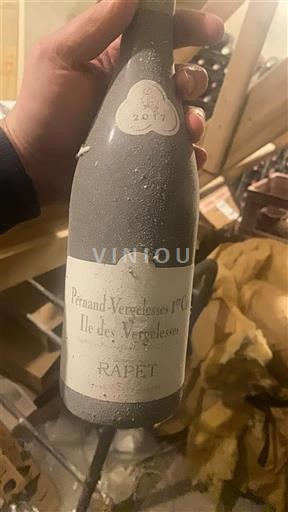 2017
VINIOU
Pernand-Vergelesses 1er Cru
Ile des Vergelesses
RAPET